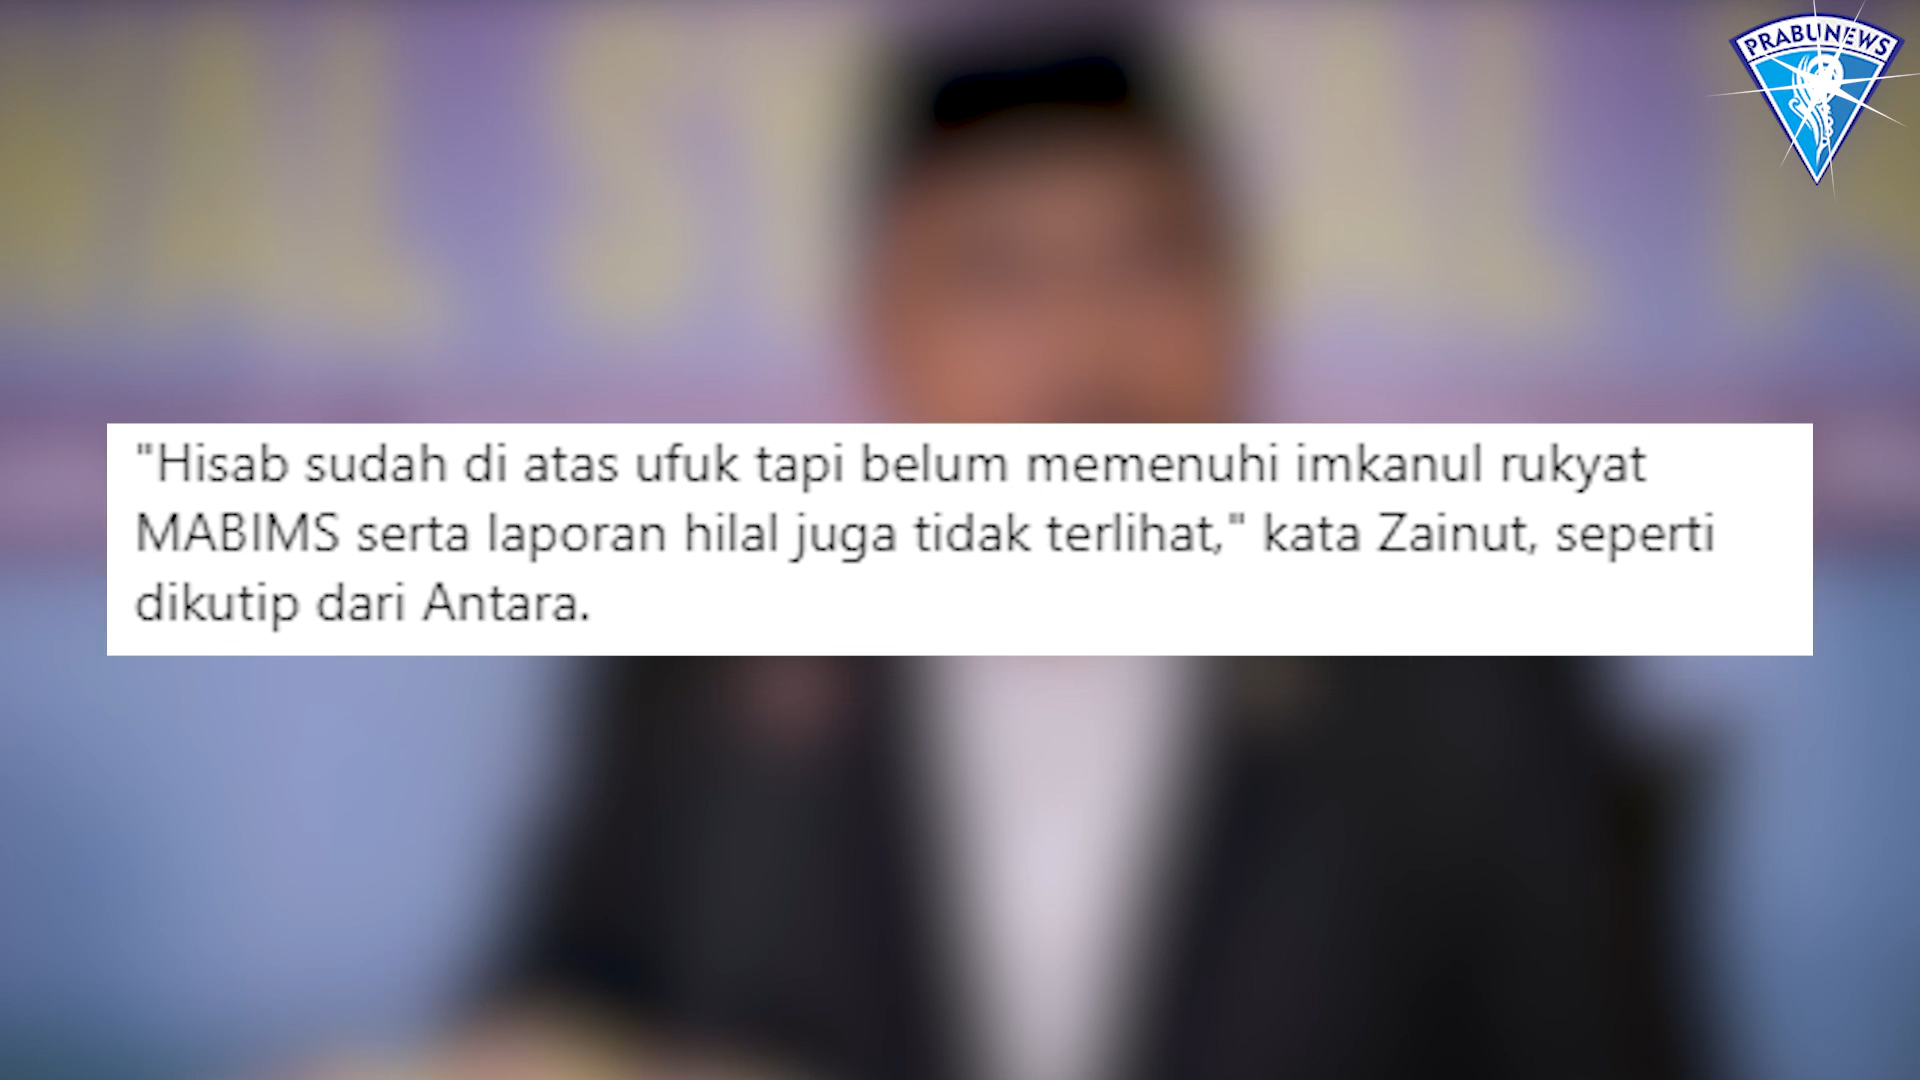 PRABUNEWS
"Hisab sudah di atas ufuk tapi belum memenuhi imkanul rukyat
MABIMS serta laporan hilal juga tidak terlihat," kata Zainut, seperti
dikutip dari Antara.